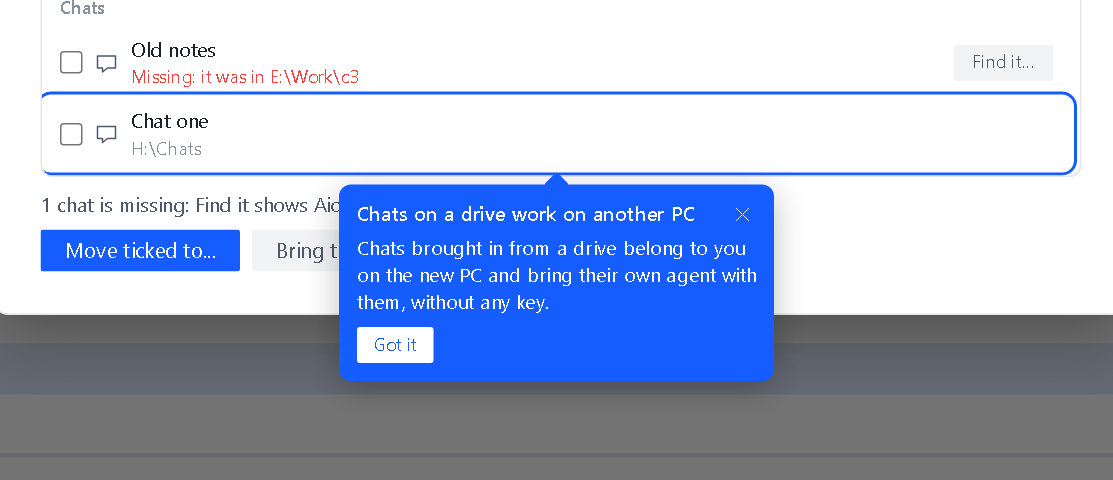 Chats
Old notes
Missing: it was in E:\Work\c3
Find it...
Chat one
H:\Chats
1 chat is missing: Find it shows
Move ticked to...
Bring
Chats on a drive work on another PC
Chats brought in from a drive belong to you
on the new PC and bring their own agent with
them, without any key.
Got it